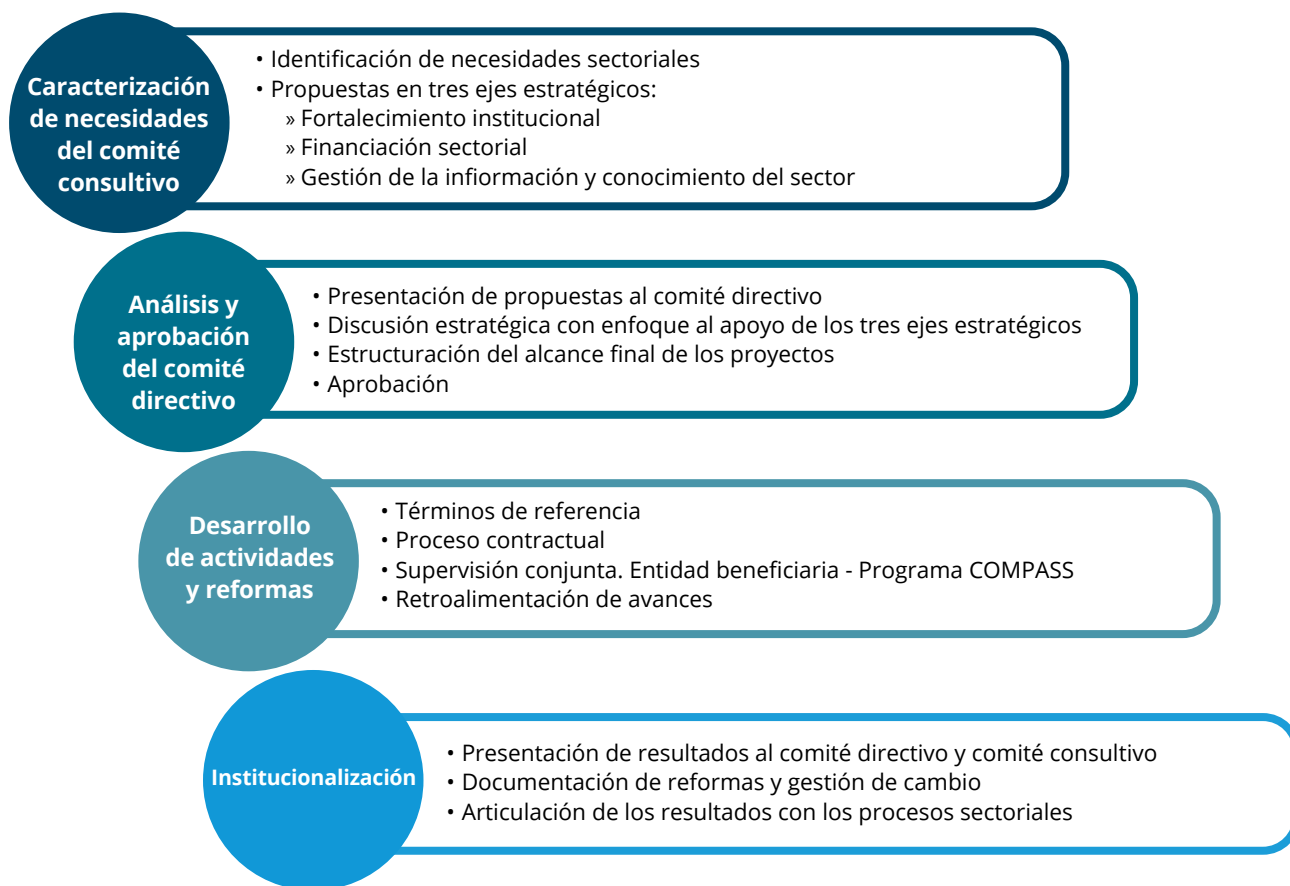 Caracterización
de necesidades
del comité
consultivo
• Identificación de necesidades sectoriales
• Propuestas en tres ejes estratégicos:
» Fortalecimiento institucional
» Financiación sectorial
» Gestión de la infiormación y conocimiento del sector
Análisis y
aprobación
del comité
directivo
• Presentación de propuestas al comité directivo
• Discusión estratégica con enfoque al apoyo de los tres ejes estratégicos
• Estructuración del alcance final de los proyectos
• Aprobación
Desarrollo
de actividades
y reformas
• Términos de referencia
• Proceso contractual
• Supervisión conjunta. Entidad beneficiaria - Programa COMPASS
• Retroalimentación de avances
Institucionalización
• Presentación de resultados al comité directivo y comité consultivo
• Documentación de reformas y gestión de cambio
• Articulación de los resultados con los procesos sectoriales